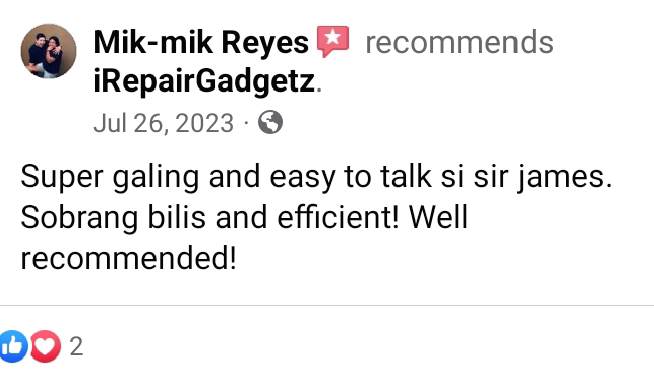 Mik-mik Reyes recommends
iRepairGadgetz.
Jul 26, 2023 ·
Super galing and easy to talk si sir james.
Sobrang bilis and efficient! Well
recommended!
2